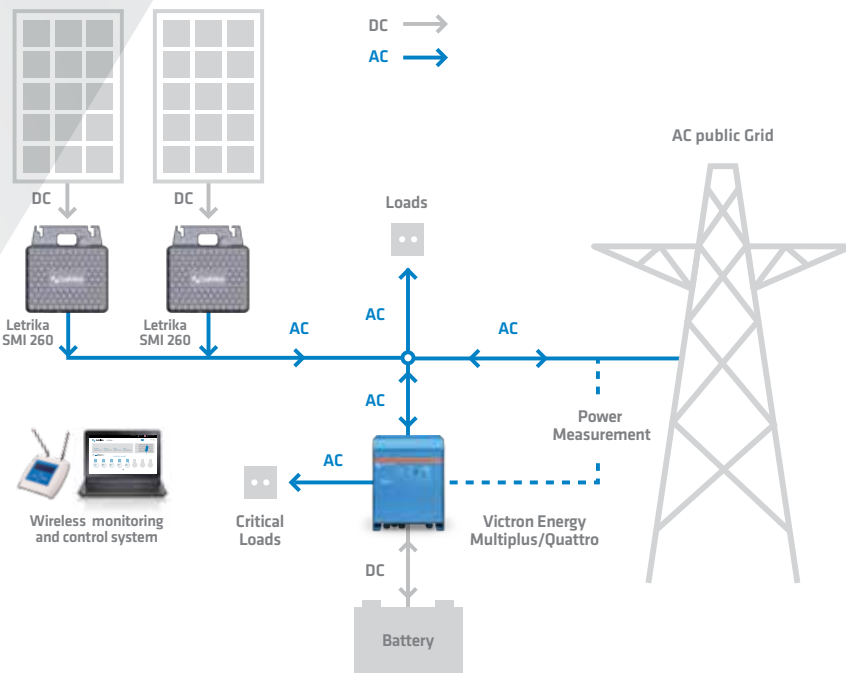 DC
AC
AC public Grid
DC
DC
Loads
Letrika
SMI 260
Letrika
SMI 260
AC
AC
AC
AC
Power
Measurement
AC
Wireless monitoring
and control system
Critical
Loads
Victron Energy
Multiplus/Quattro
DC
Battery